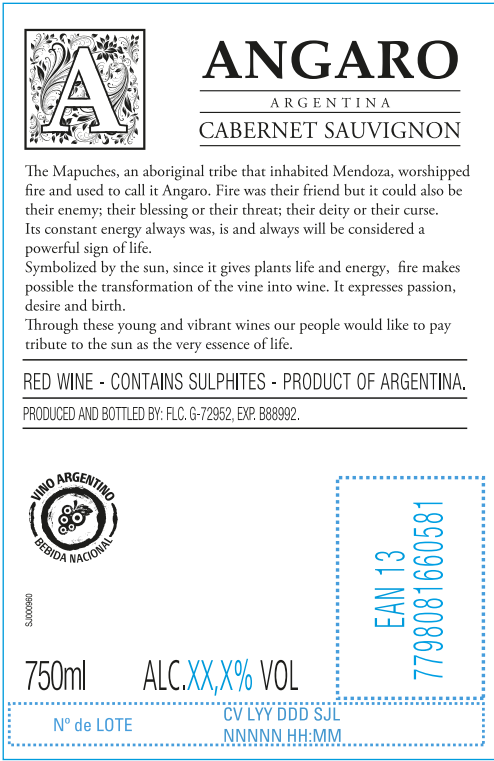 A
ANGARO
ARGENTINA
CABERNET SAUVIGNON
The Mapuches, an aboriginal tribe that inhabited Mendoza, worshipped
fire and used to call it Angaro. Fire was their friend but it could also be
their enemy; their blessing or their threat; their deity or their curse.
Its constant energy always was, is and always will be considered a
powerful sign of life.
Symbolized by the sun, since it gives plants life and energy, fire makes
possible the transformation of the vine into wine. It expresses passion,
desire and birth.
Through these young and vibrant wines our people would like to pay
tribute to the sun as the very essence of life.
RED WINE - CONTAINS SULPHITES - PRODUCT OF ARGENTINA.
PRODUCED AND BOTTLED BY: FLC. G-72952, EXP. B88992.
VINO ARGENTINO
BEBIDA NACIONAL
EAN 13
7798081660581
SJ000960
750ml
ALC.XX,X% VOL
Nº de LOTE
CV LYY DDD SJL
NNNNN HH:MM